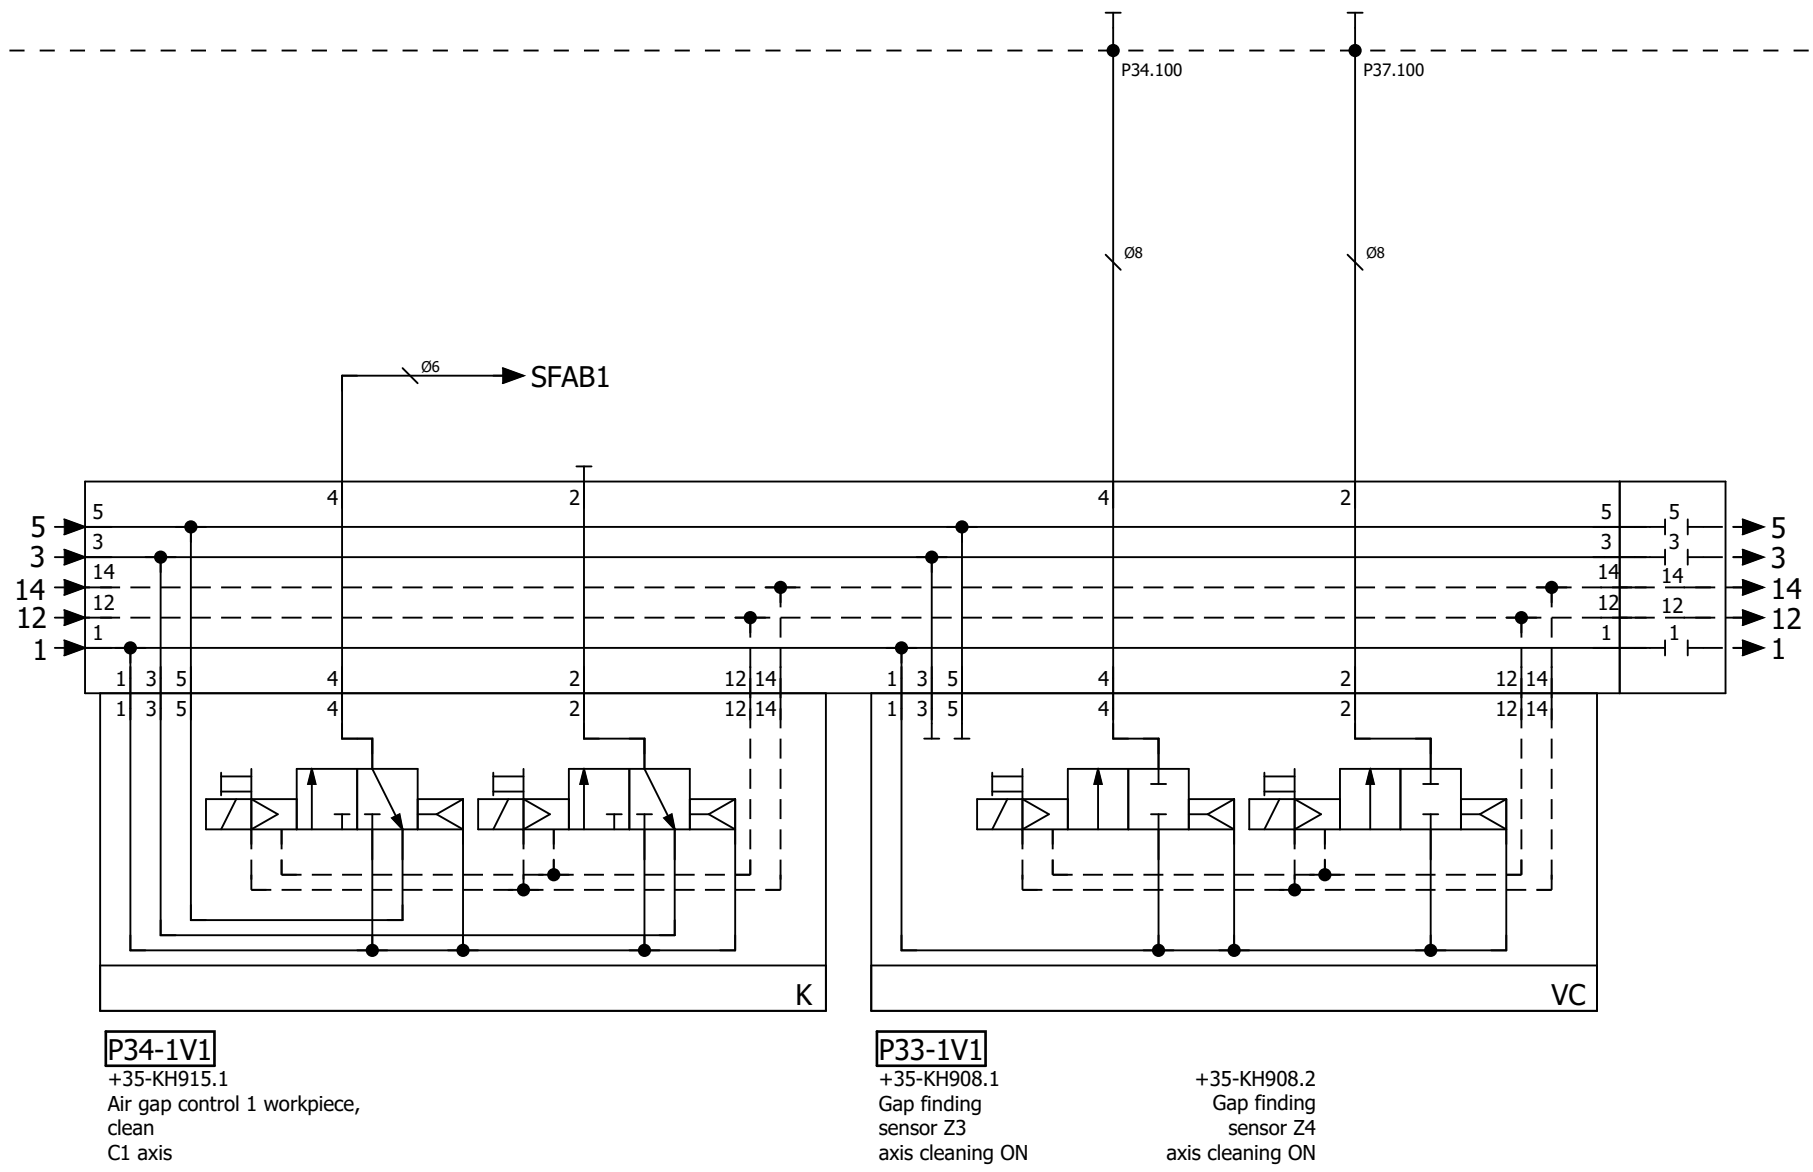 P34.100 P37.100
Ø8 Ø8
Ø6 SFAB1
4 2 4 2
5 5 5 5 5
3 3 3 3 3
14 14 14 14 14
12 12 12 12 12
1 1 1 1 1
1 3 5 4 2 12 14 1 3 5 4 2 12 14
1 3 5 4 2 12 14 1 3 5 4 2 12 14
K VC
P34-1V1
+35-KH915.1
Air gap control 1 workpiece,
clean
C1 axis
P33-1V1
+35-KH908.1
Gap finding
sensor Z3
axis cleaning ON
+35-KH908.2
Gap finding
sensor Z4
axis cleaning ON